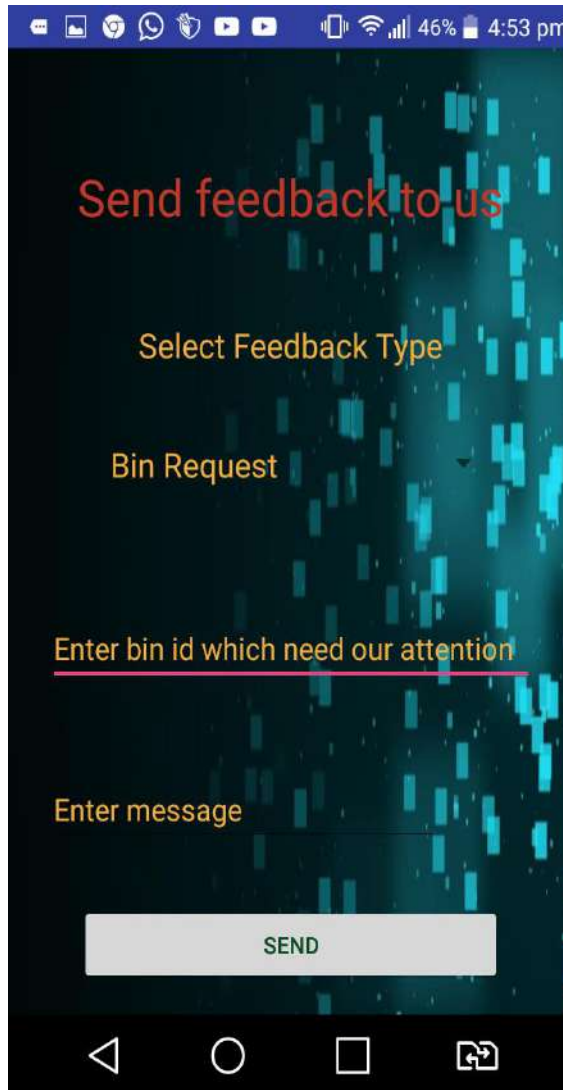 46% 4:53 pm
Send feedback to us
Select Feedback Type
Bin Request
Enter bin id which need our attention
Enter message
SEND